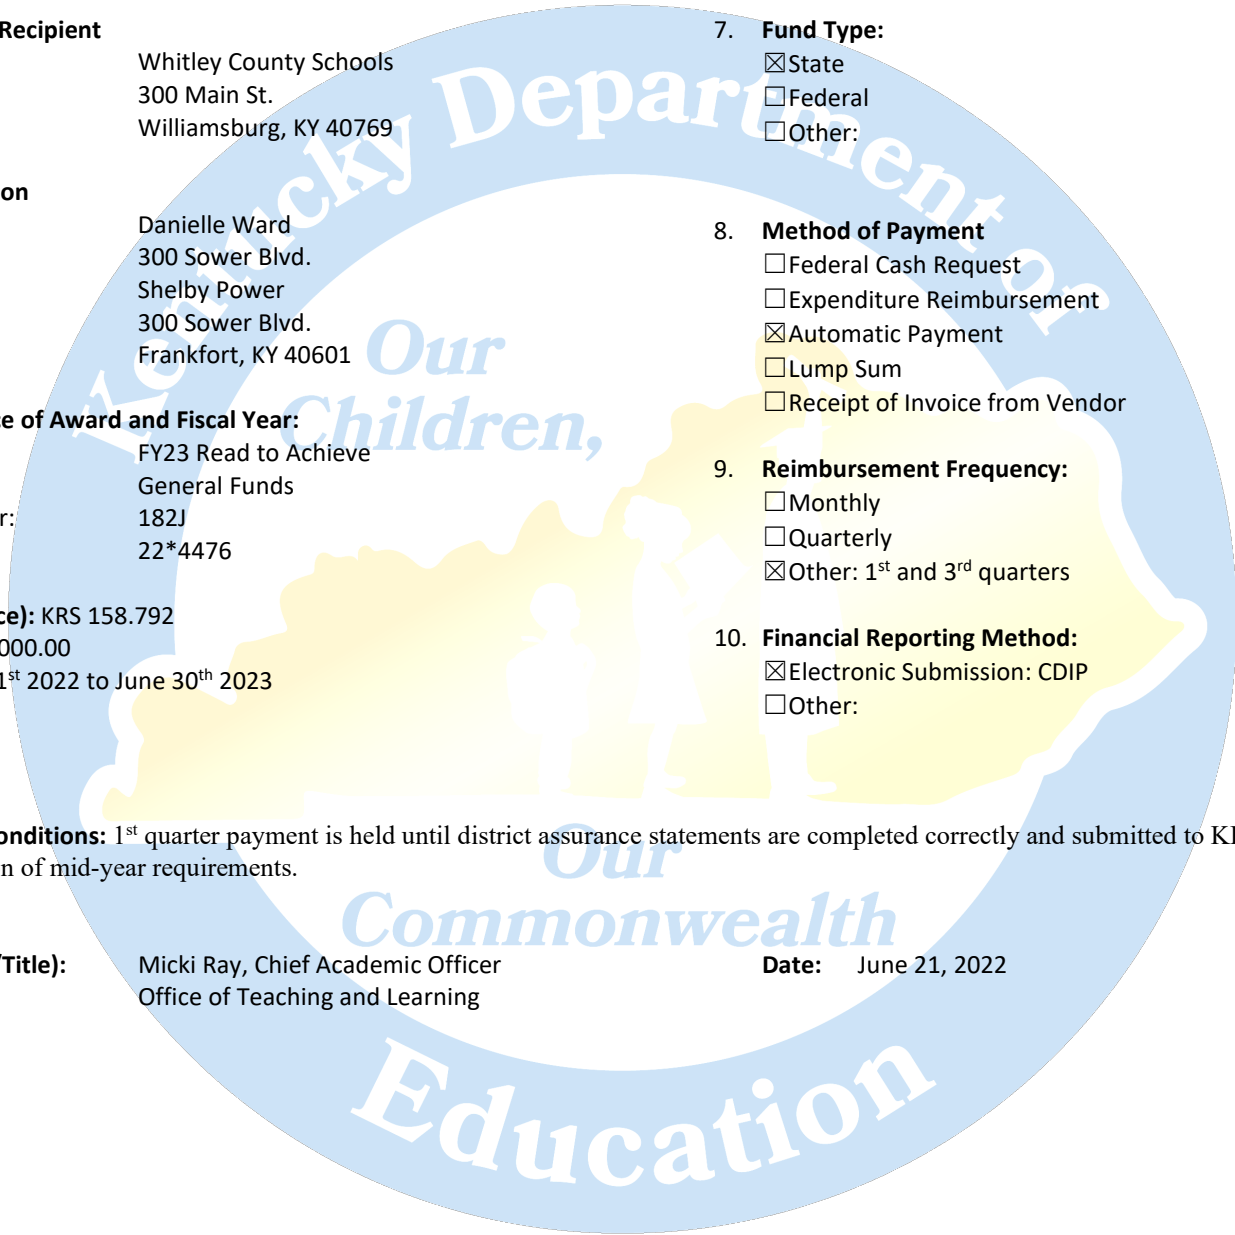 Recipient
Whitley County Schools
300 Main St.
Williamsburg, KY 40769
on
Danielle Ward
300 Sower Blvd.
Shelby Power
300 Sower Blvd.
Frankfort, KY 40601
e of Award and Fiscal Year:
FY23 Read to Achieve
General Funds
r: 182J
22*4476
ce): KRS 158.792
000.00
1st 2022 to June 30th 2023
7. Fund Type:
☒State
☐Federal
☐Other:
8. Method of Payment
☐Federal Cash Request
☐Expenditure Reimbursement
☒Automatic Payment
☐Lump Sum
☐Receipt of Invoice from Vendor
9. Reimbursement Frequency:
☐Monthly
☐Quarterly
☒Other: 1st and 3rd quarters
10. Financial Reporting Method:
☒Electronic Submission: CDIP
☐Other:
onditions: 1st quarter payment is held until district assurance statements are completed correctly and submitted to K
n of mid-year requirements.
/Title): Micki Ray, Chief Academic Officer Date: June 21, 2022
Office of Teaching and Learning
Kentucky Department of
Education
Our
Children,
Our
Commonwealth